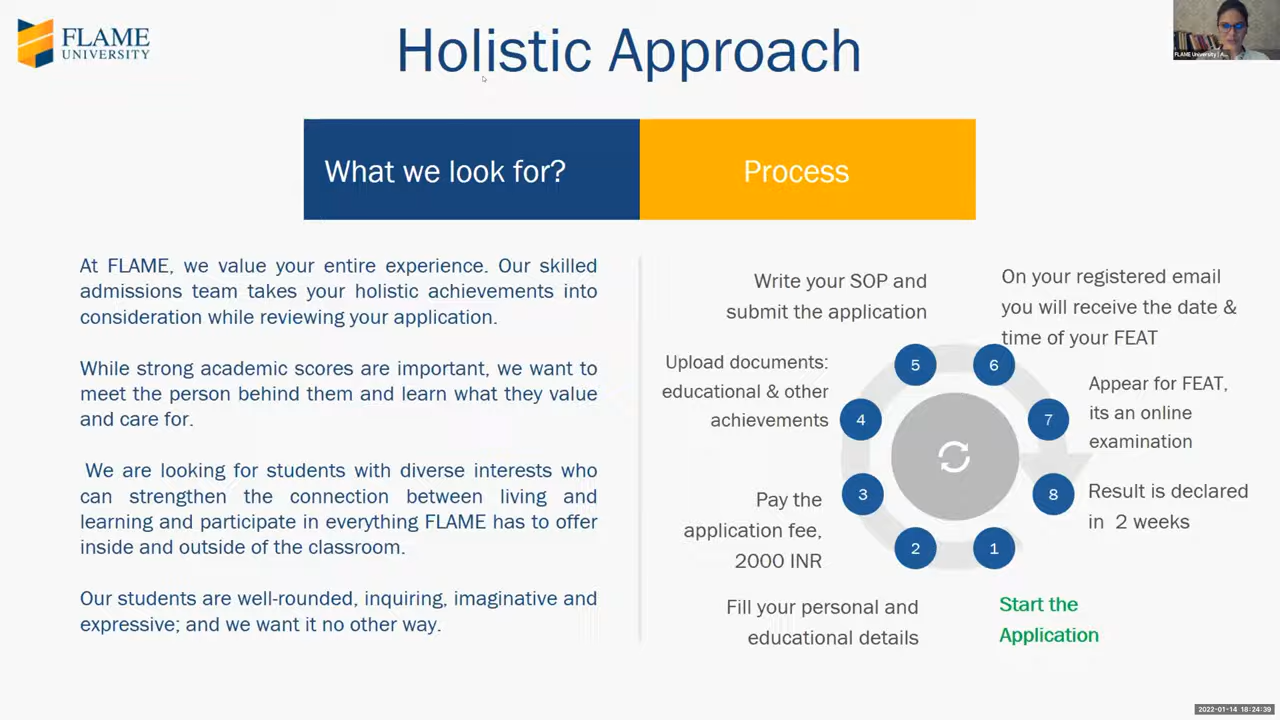 FLAME
UNIVERSITY
Holistic Approach
FLAME University | A...
What we look for?
Process
At FLAME, we value your entire experience. Our skilled
admissions team takes your holistic achievements into
consideration while reviewing your application.
While strong academic scores are important, we want to
meet the person behind them and learn what they value
and care for.
We are looking for students with diverse interests who
can strengthen the connection between living and
learning and participate in everything FLAME has to offer
inside and outside of the classroom.
Our students are well-rounded, inquiring, imaginative and
expressive; and we want it no other way.
Write your SOP and
submit the application
5
On your registered email
you will receive the date &
time of your FEAT
6
Upload documents:
educational & other
achievements
4
Appear for FEAT,
its an online
examination
7
Pay the
application fee,
2000 INR
3
Result is declared
in 2 weeks
8
Fill your personal and
educational details
2
Start the
Application
1
2022-01-14 18:24:39